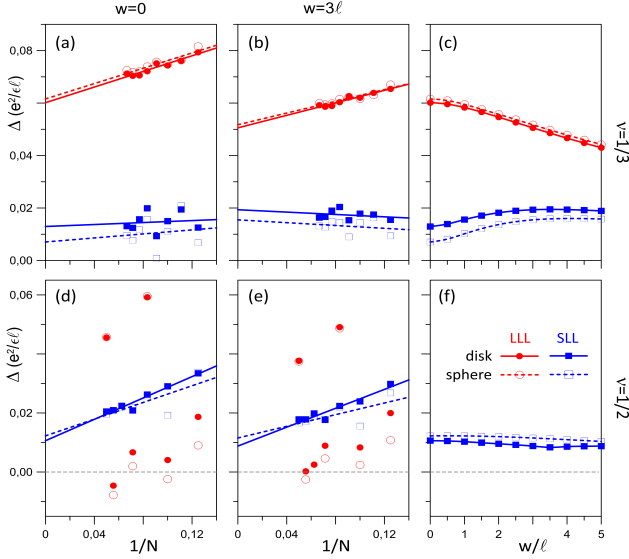 w=0
w=3ℓ
(a)
(b)
(c)
0,08
0,04
0,02
0,00
Δ (e²/ϵℓ)
ν=1/3
(d)
(e)
(f)
0,06
0,04
0,02
0,00
Δ (e²/ϵℓ)
LLL SLL
disk
sphere
ν=1/2
0 0,04 0,08 0,12
0 0,04 0,08 0,12
0 1 2 3 4 5
1/N
1/N
w/ℓ